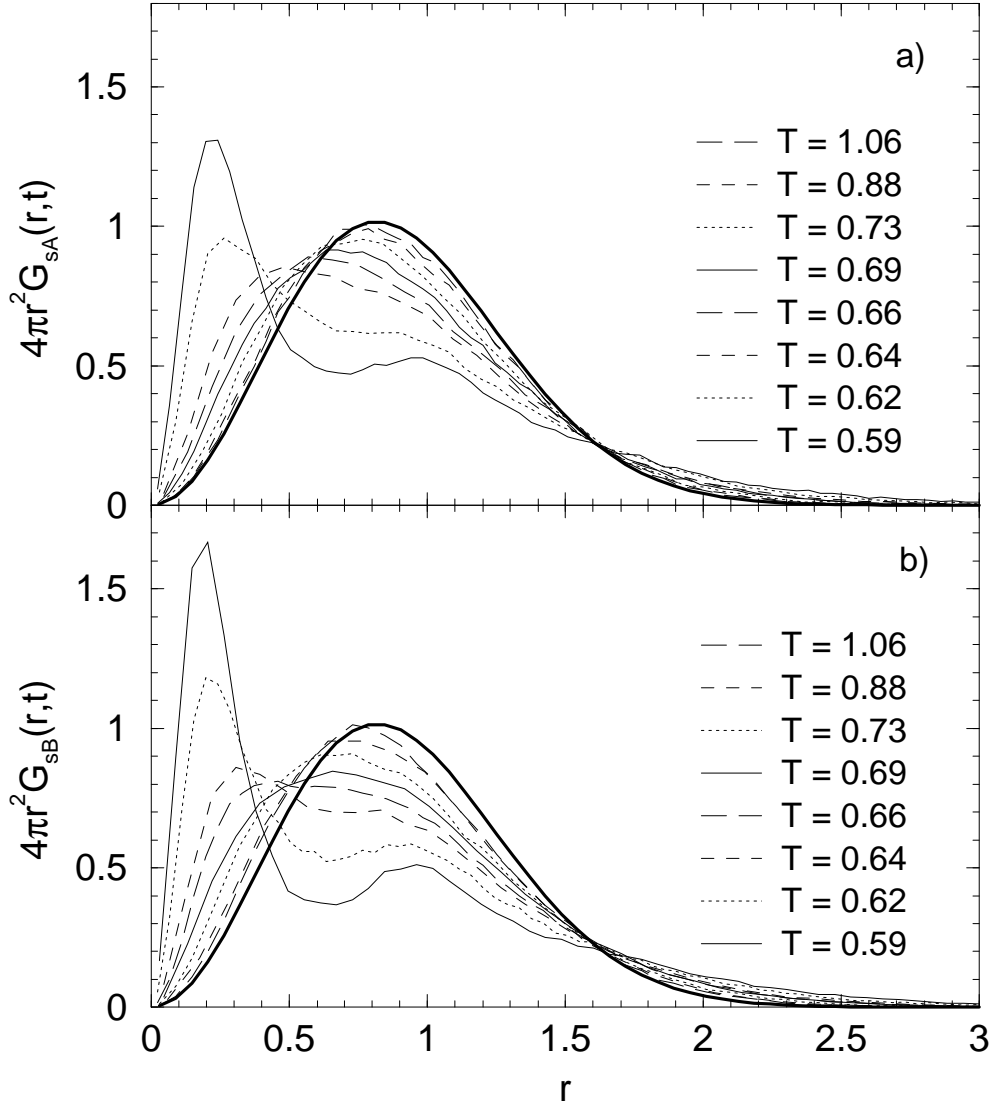 a)
1.5
1
0.5
0
4πr²G_sA(r,t)
T = 1.06
T = 0.88
T = 0.73
T = 0.69
T = 0.66
T = 0.64
T = 0.62
T = 0.59
b)
1.5
1
0.5
0
4πr²G_sB(r,t)
T = 1.06
T = 0.88
T = 0.73
T = 0.69
T = 0.66
T = 0.64
T = 0.62
T = 0.59
0 0.5 1 1.5 2 2.5 3
r